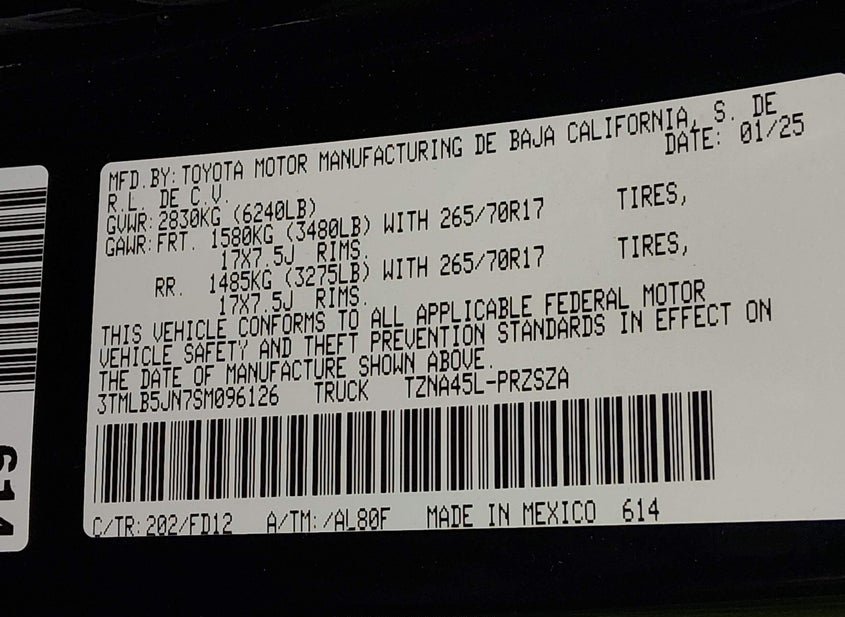 MFD.BY:TOYOTA MOTOR MANUFACTURING DE BAJA CALIFORNIA, S. DE
R.L. DE C.V. DATE: 01/25
GVWR:2830KG (6240LB)
GAWR:FRT. 1580KG (3480LB) WITH 265/70R17 TIRES,
17X7.5J RIMS.
RR. 1485KG (3275LB) WITH 265/70R17 TIRES,
17X7.5J RIMS.
THIS VEHICLE CONFORMS TO ALL APPLICABLE FEDERAL MOTOR
VEHICLE SAFETY AND THEFT PREVENTION STANDARDS IN EFFECT ON
THE DATE OF MANUFACTURE SHOWN ABOVE.
3TMLB5JN7SM096126 TRUCK TZNA45L-PRZSZA
C/TR:202/FD12 A/TM:/AL80F MADE IN MEXICO 614
614